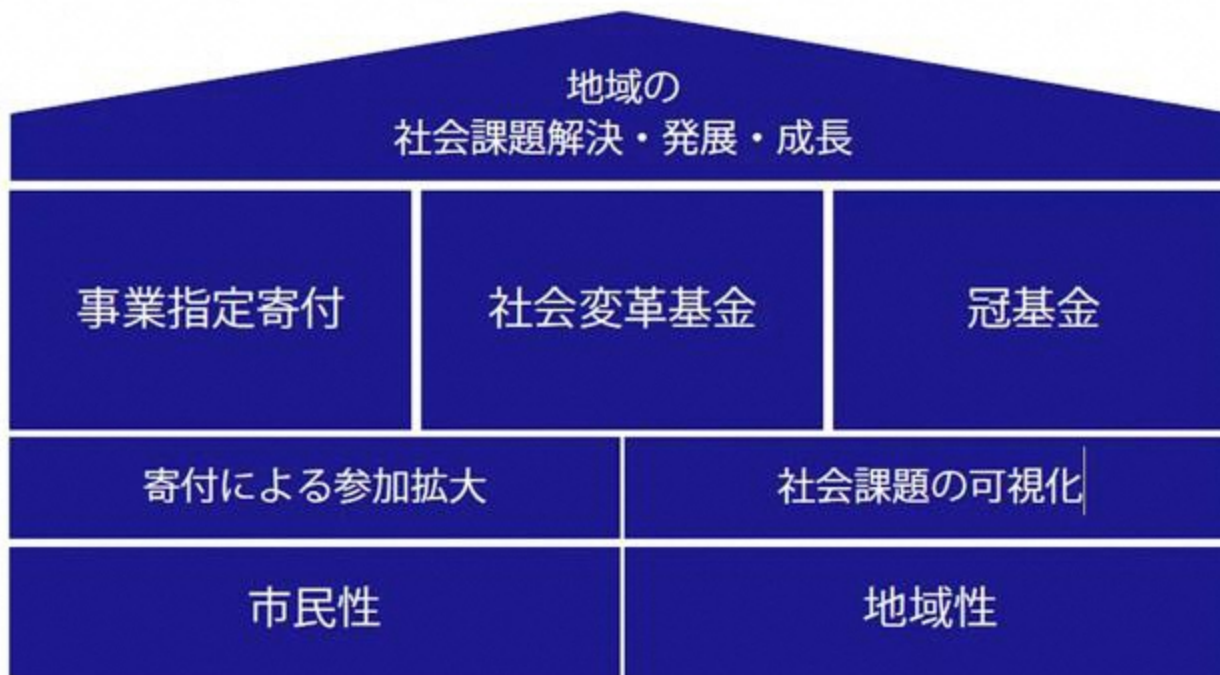 地域の
社会課題解決・発展・成長
事業指定寄付
社会変革基金
冠基金
寄付による参加拡大
社会課題の可視化
市民性
地域性